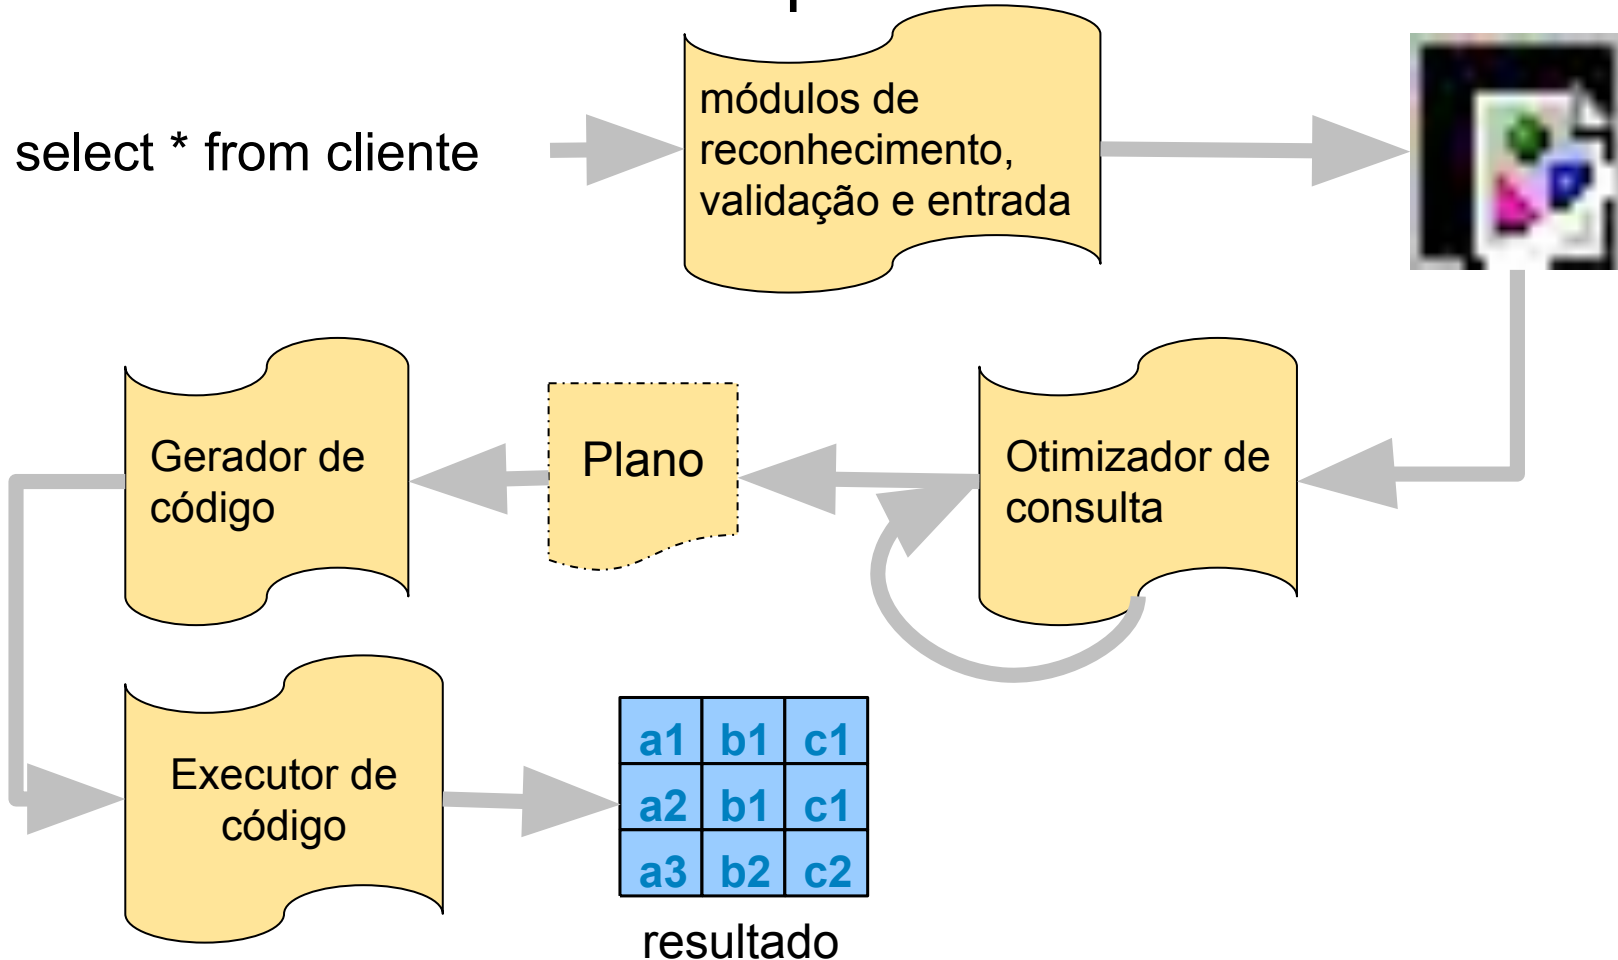 select * from cliente
módulos de
reconhecimento,
validação e entrada
Otimizador de
consulta
Plano
Gerador de
código
Executor de
código
a1 b1 c1
a2 b1 c1
a3 b2 c2
resultado